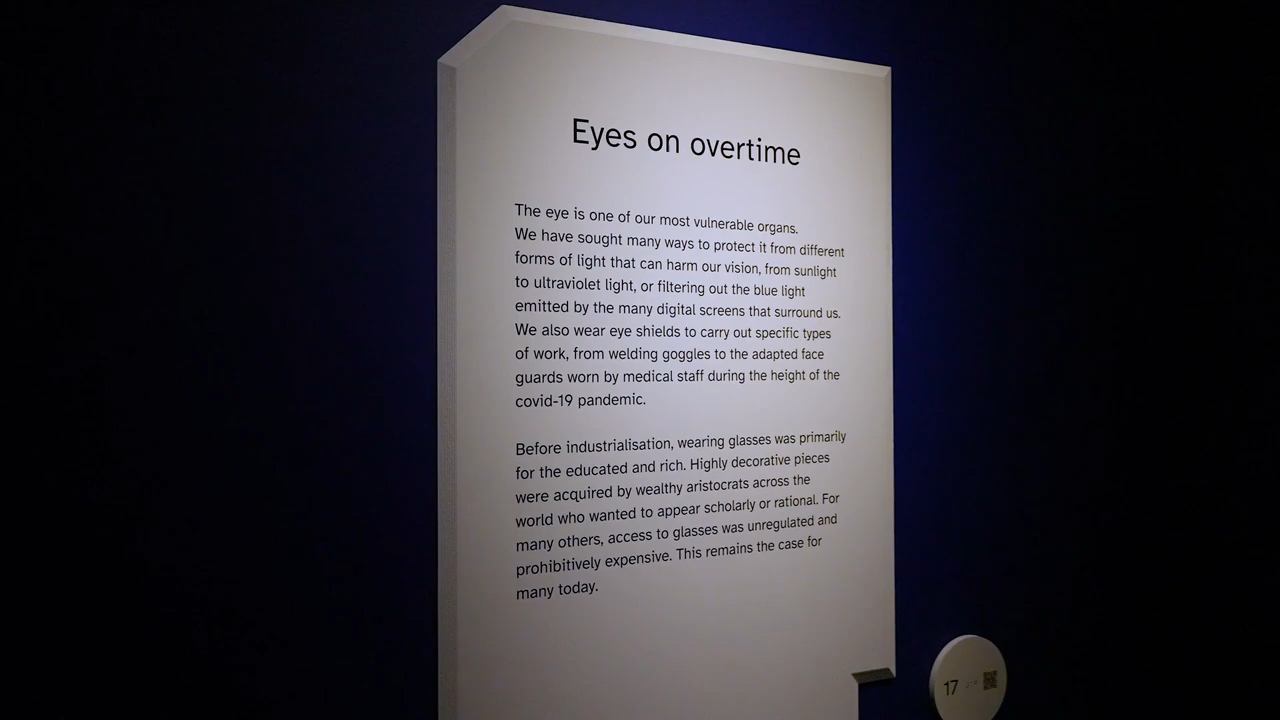 Eyes on overtime
The eye is one of our most vulnerable organs.
We have sought many ways to protect it from different
forms of light that can harm our vision, from sunlight
to ultraviolet light, or filtering out the blue light
emitted by the many digital screens that surround us.
We also wear eye shields to carry out specific types
of work, from welding goggles to the adapted face
guards worn by medical staff during the height of the
covid-19 pandemic.
Before industrialisation, wearing glasses was primarily
for the educated and rich. Highly decorative pieces
were acquired by wealthy aristocrats across the
world who wanted to appear scholarly or rational. For
many others, access to glasses was unregulated and
prohibitively expensive. This remains the case for
many today.
17